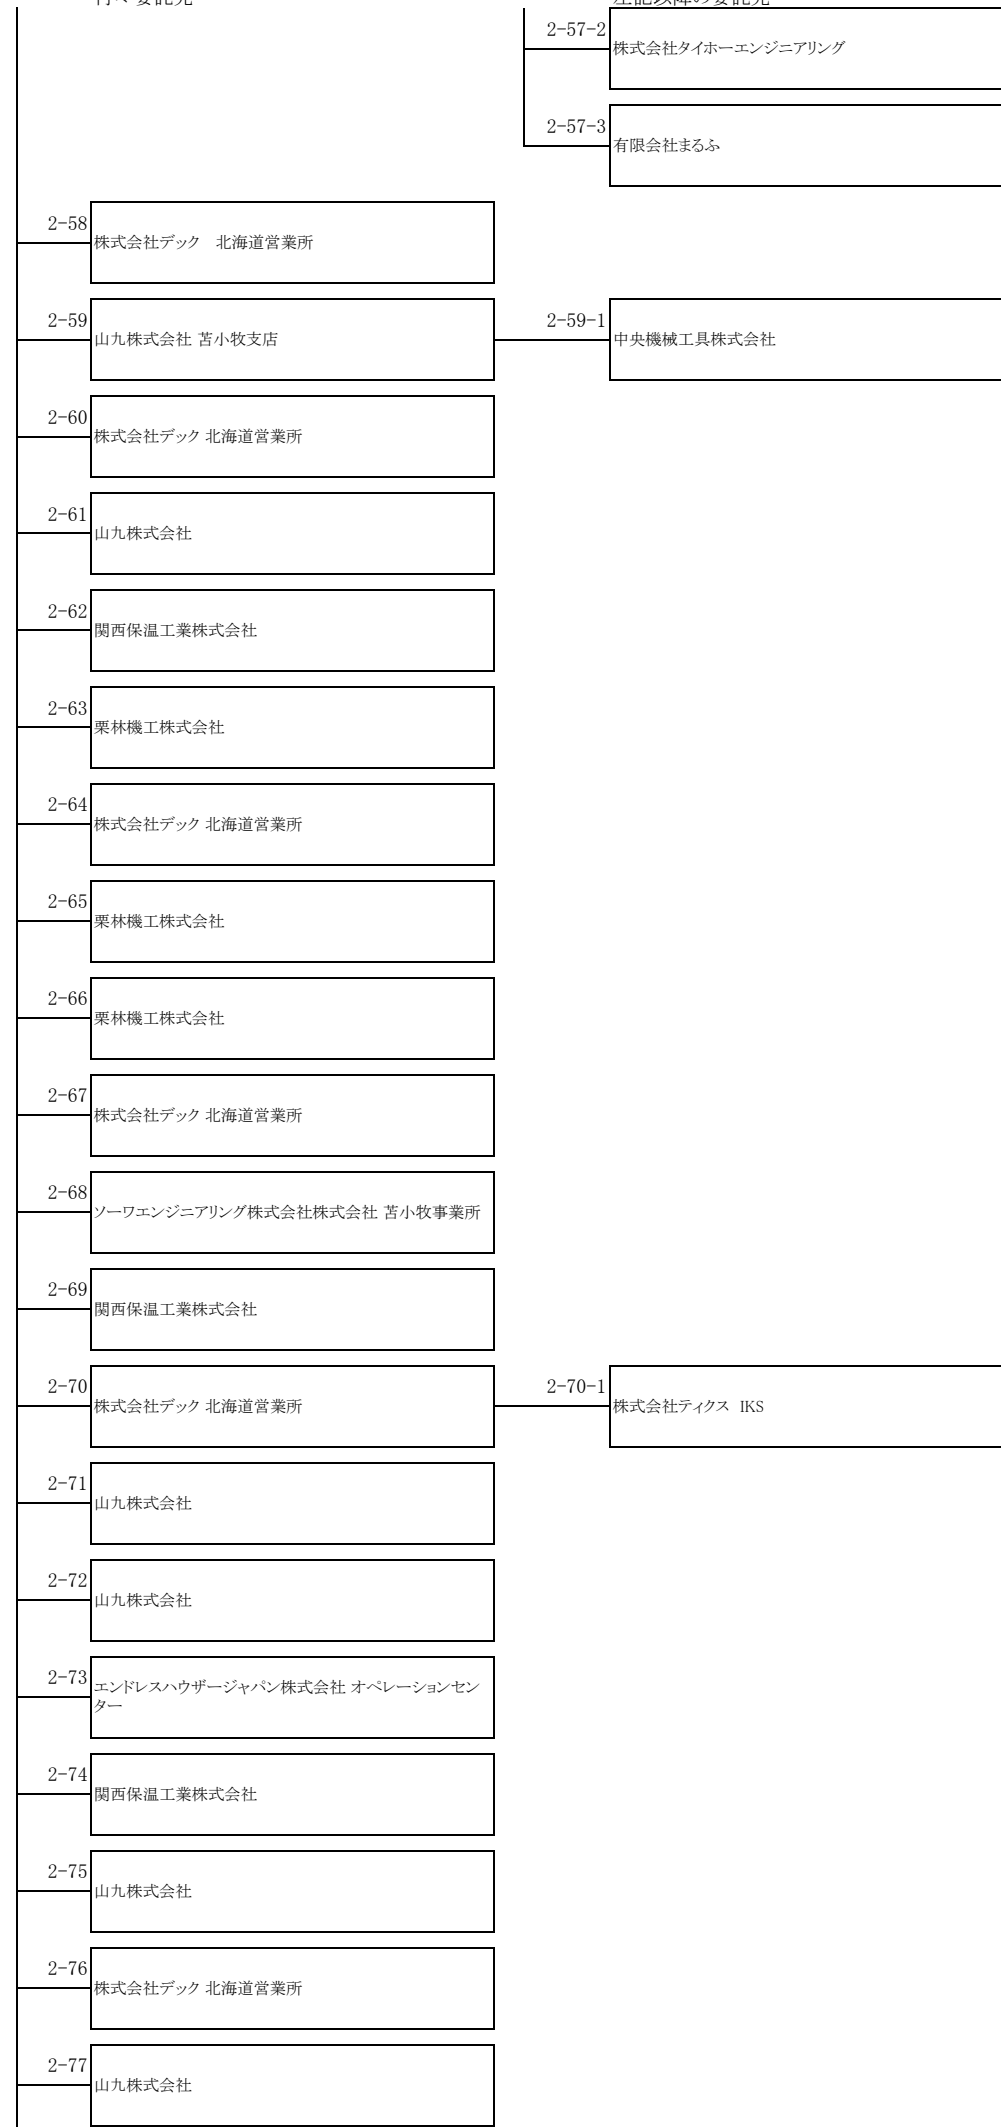 2-57-2
株式会社タイホーエンジニアリング
2-57-3
有限会社まるふ
2-58
株式会社デック　北海道営業所
2-59
山九株式会社 苫小牧支店
2-59-1
中央機械工具株式会社
2-60
株式会社デック 北海道営業所
2-61
山九株式会社
2-62
関西保温工業株式会社
2-63
栗林機工株式会社
2-64
株式会社デック 北海道営業所
2-65
栗林機工株式会社
2-66
栗林機工株式会社
2-67
株式会社デック 北海道営業所
2-68
ソーワエンジニアリング株式会社株式会社 苫小牧事業所
2-69
関西保温工業株式会社
2-70
株式会社デック 北海道営業所
2-70-1
株式会社ティクス IKS
2-71
山九株式会社
2-72
山九株式会社
2-73
エンドレスハウザージャパン株式会社 オペレーションセン
ター
2-74
関西保温工業株式会社
2-75
山九株式会社
2-76
株式会社デック 北海道営業所
2-77
山九株式会社